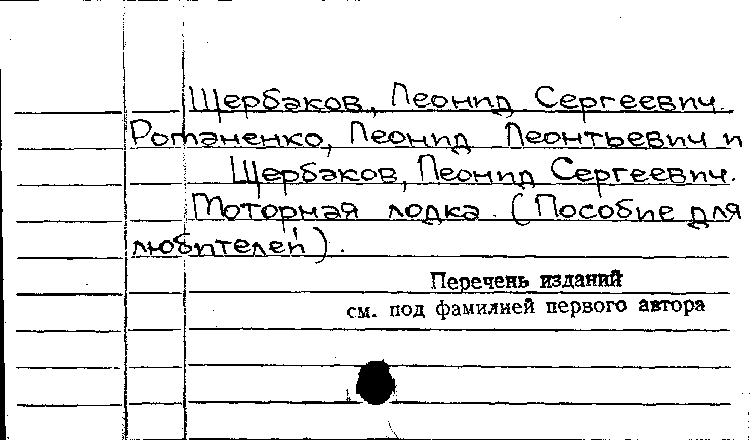 Щербаков, Леонид Сергеевич.
Романенко, Леонид Леонтьевич и
Щербаков, Леонид Сергеевич.
Моторная лодка. (Пособие для
любителей).
Перечень изданий
см. под фамилией первого автора